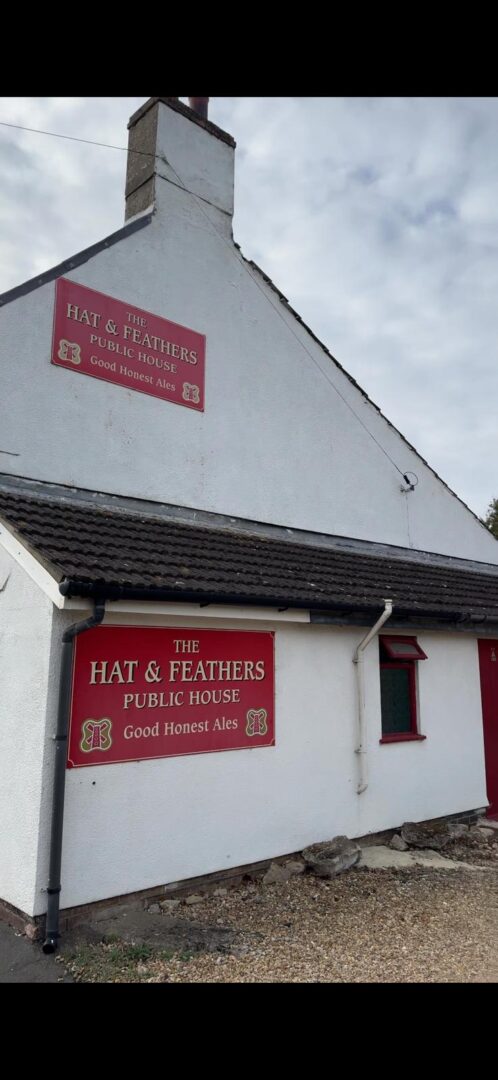 THE
HAT & FEATHERS
PUBLIC HOUSE
Good Honest Ales
THE
HAT & FEATHERS
PUBLIC HOUSE
Good Honest Ales